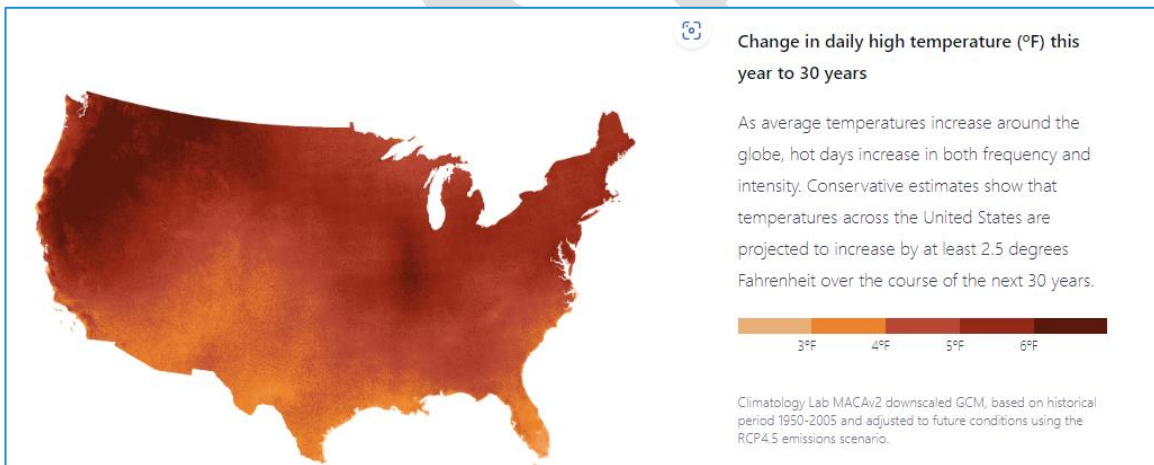 Change in daily high temperature (ºF) this
year to 30 years
As average temperatures increase around the
globe, hot days increase in both frequency and
intensity. Conservative estimates show that
temperatures across the United States are
projected to increase by at least 2.5 degrees
Fahrenheit over the course of the next 30 years.
3ºF 4ºF 5ºF 6ºF
Climatology Lab MACAv2 downscaled GCM, based on historical
period 1950-2005 and adjusted to future conditions using the
RCP4.5 emissions scenario.